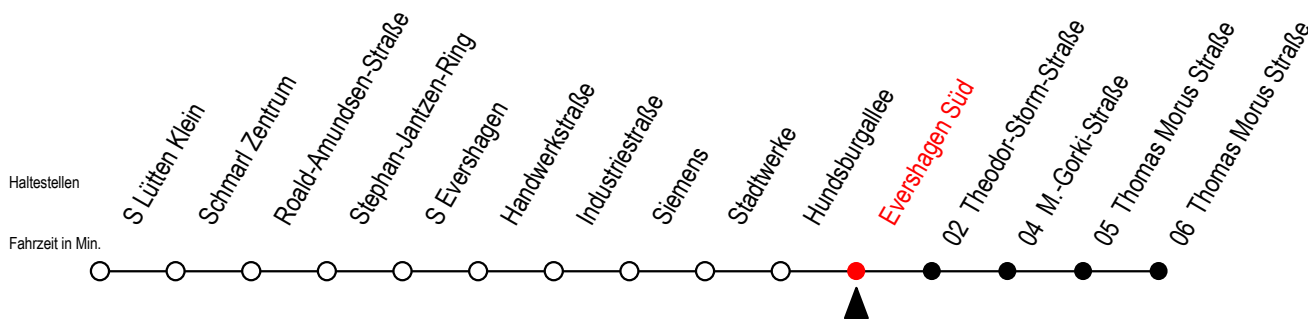 S Lütten Klein
Schmarl Zentrum
Roald-Amundsen-Straße
Stephan-Jantzen-Ring
S Evershagen
Handwerkstraße
Industriestraße
Siemens
Stadtwerke
Hundsburgallee
Evershagen Süd
02 Theodor-Storm-Straße
04 M.-Gorki-Straße
05 Thomas Morus Straße
06 Thomas Morus Straße
Haltestellen
Fahrzeit in Min.